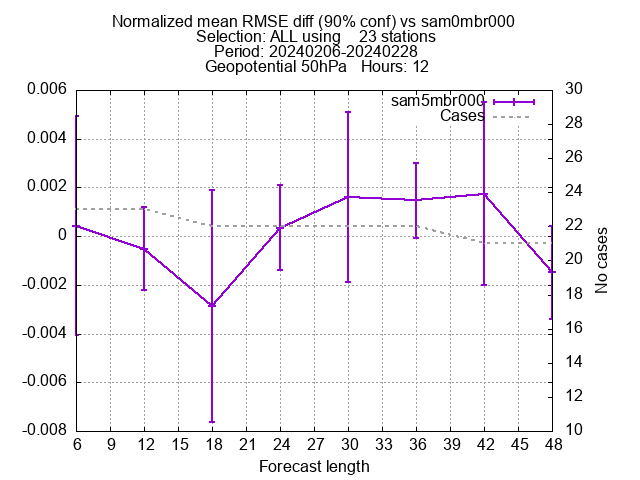 Normalized mean RMSE diff (90% conf) vs sam0mbr000
Selection: ALL using    23 stations
Period: 20240206-20240228
Geopotential 50hPa   Hours: 12
sam5mbr000
Cases
0.006
0.004
0.002
0
-0.002
-0.004
-0.006
-0.008
30
28
26
24
22
20
18
16
14
12
10
No cases
6 9 12 15 18 21 24 27 30 33 36 39 42 45 48
Forecast length